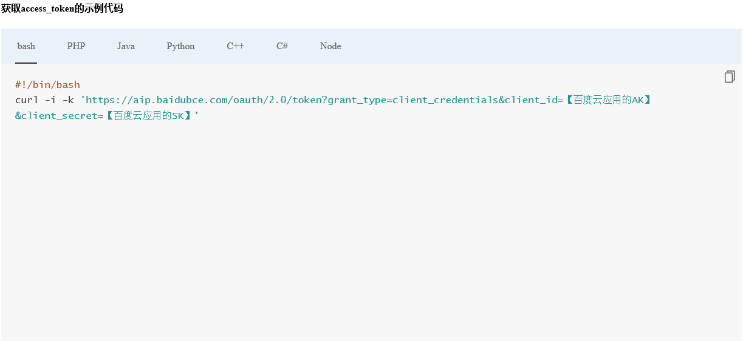 获取access_token的示例代码
bash PHP Java Python C++ C# Node
#!/bin/bash
curl -i -k 'https://aip.baidubce.com/oauth/2.0/token?grant_type=client_credentials&client_id=【百度云应用的AK】
&client_secret=【百度云应用的SK】'